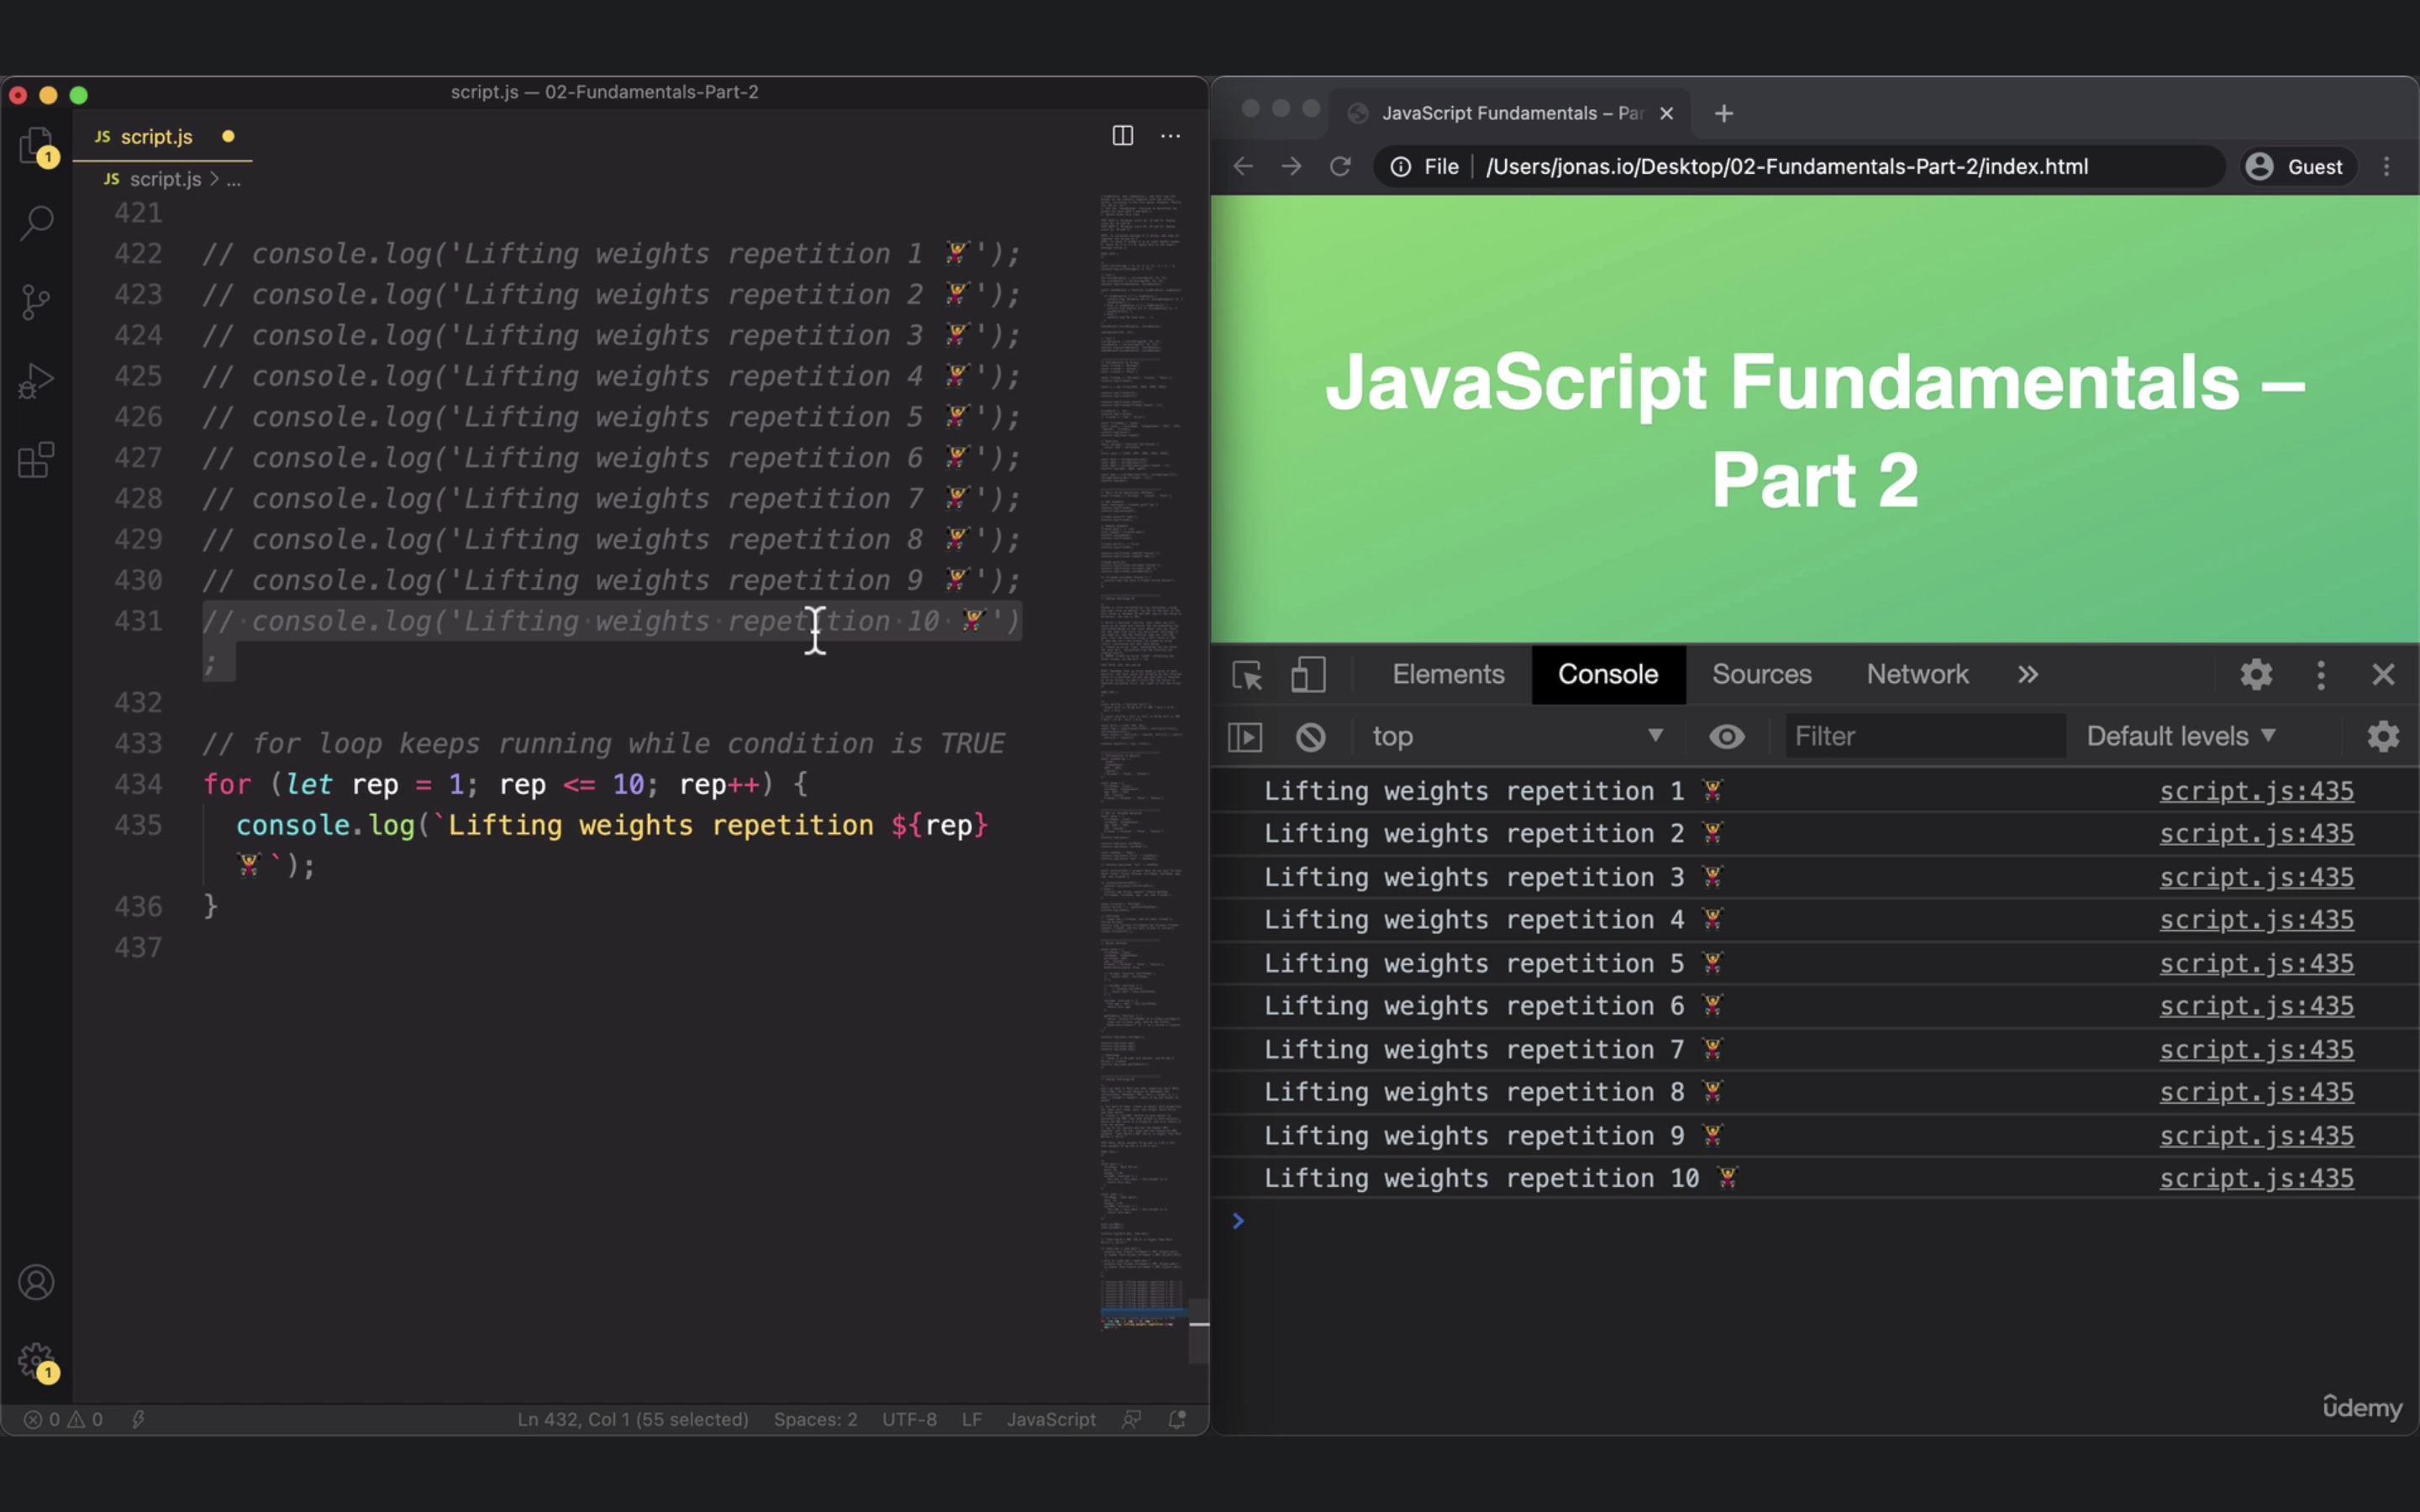 script.js — 02-Fundamentals-Part-2
JS script.js
JS script.js > ...
1
421
422 // console.log('Lifting weights repetition 1 🏋️‍♀️');
423 // console.log('Lifting weights repetition 2 🏋️‍♀️');
424 // console.log('Lifting weights repetition 3 🏋️‍♀️');
425 // console.log('Lifting weights repetition 4 🏋️‍♀️');
426 // console.log('Lifting weights repetition 5 🏋️‍♀️');
427 // console.log('Lifting weights repetition 6 🏋️‍♀️');
428 // console.log('Lifting weights repetition 7 🏋️‍♀️');
429 // console.log('Lifting weights repetition 8 🏋️‍♀️');
430 // console.log('Lifting weights repetition 9 🏋️‍♀️');
431 // console.log('Lifting weights repetition 10 🏋️‍♀️')
;
432
433 // for loop keeps running while condition is TRUE
434 for (let rep = 1; rep <= 10; rep++) {
435 console.log(`Lifting weights repetition ${rep}
🏋️‍♀️`);
436 }
437
1
0 0 Ln 432, Col 1 (55 selected) Spaces: 2 UTF-8 LF JavaScript
JavaScript Fundamentals – Par
File /Users/jonas.io/Desktop/02-Fundamentals-Part-2/index.html Guest
JavaScript Fundamentals –
Part 2
Elements Console Sources Network »
top Filter Default levels
Lifting weights repetition 1 🏋️‍♀️ script.js:435
Lifting weights repetition 2 🏋️‍♀️ script.js:435
Lifting weights repetition 3 🏋️‍♀️ script.js:435
Lifting weights repetition 4 🏋️‍♀️ script.js:435
Lifting weights repetition 5 🏋️‍♀️ script.js:435
Lifting weights repetition 6 🏋️‍♀️ script.js:435
Lifting weights repetition 7 🏋️‍♀️ script.js:435
Lifting weights repetition 8 🏋️‍♀️ script.js:435
Lifting weights repetition 9 🏋️‍♀️ script.js:435
Lifting weights repetition 10 🏋️‍♀️ script.js:435
ûdemy